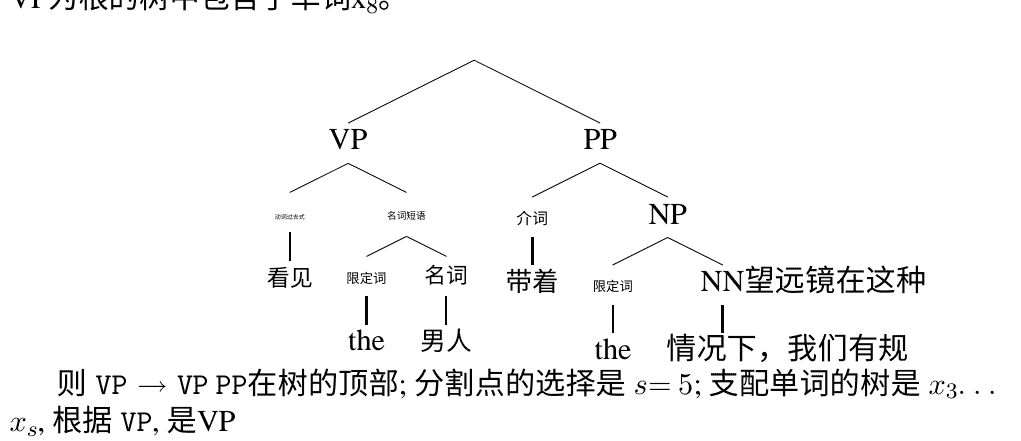 VP为根的树中包含了单词x8。
VP PP
动词过去式 名词短语 介词 NP
看见 限定词 名词 带着 限定词 NN望远镜在这种
the 男人 the 情况下，我们有规
则 VP → VP PP在树的顶部; 分割点的选择是 s= 5; 支配单词的树是 x3. . .
xs, 根据 VP, 是VP